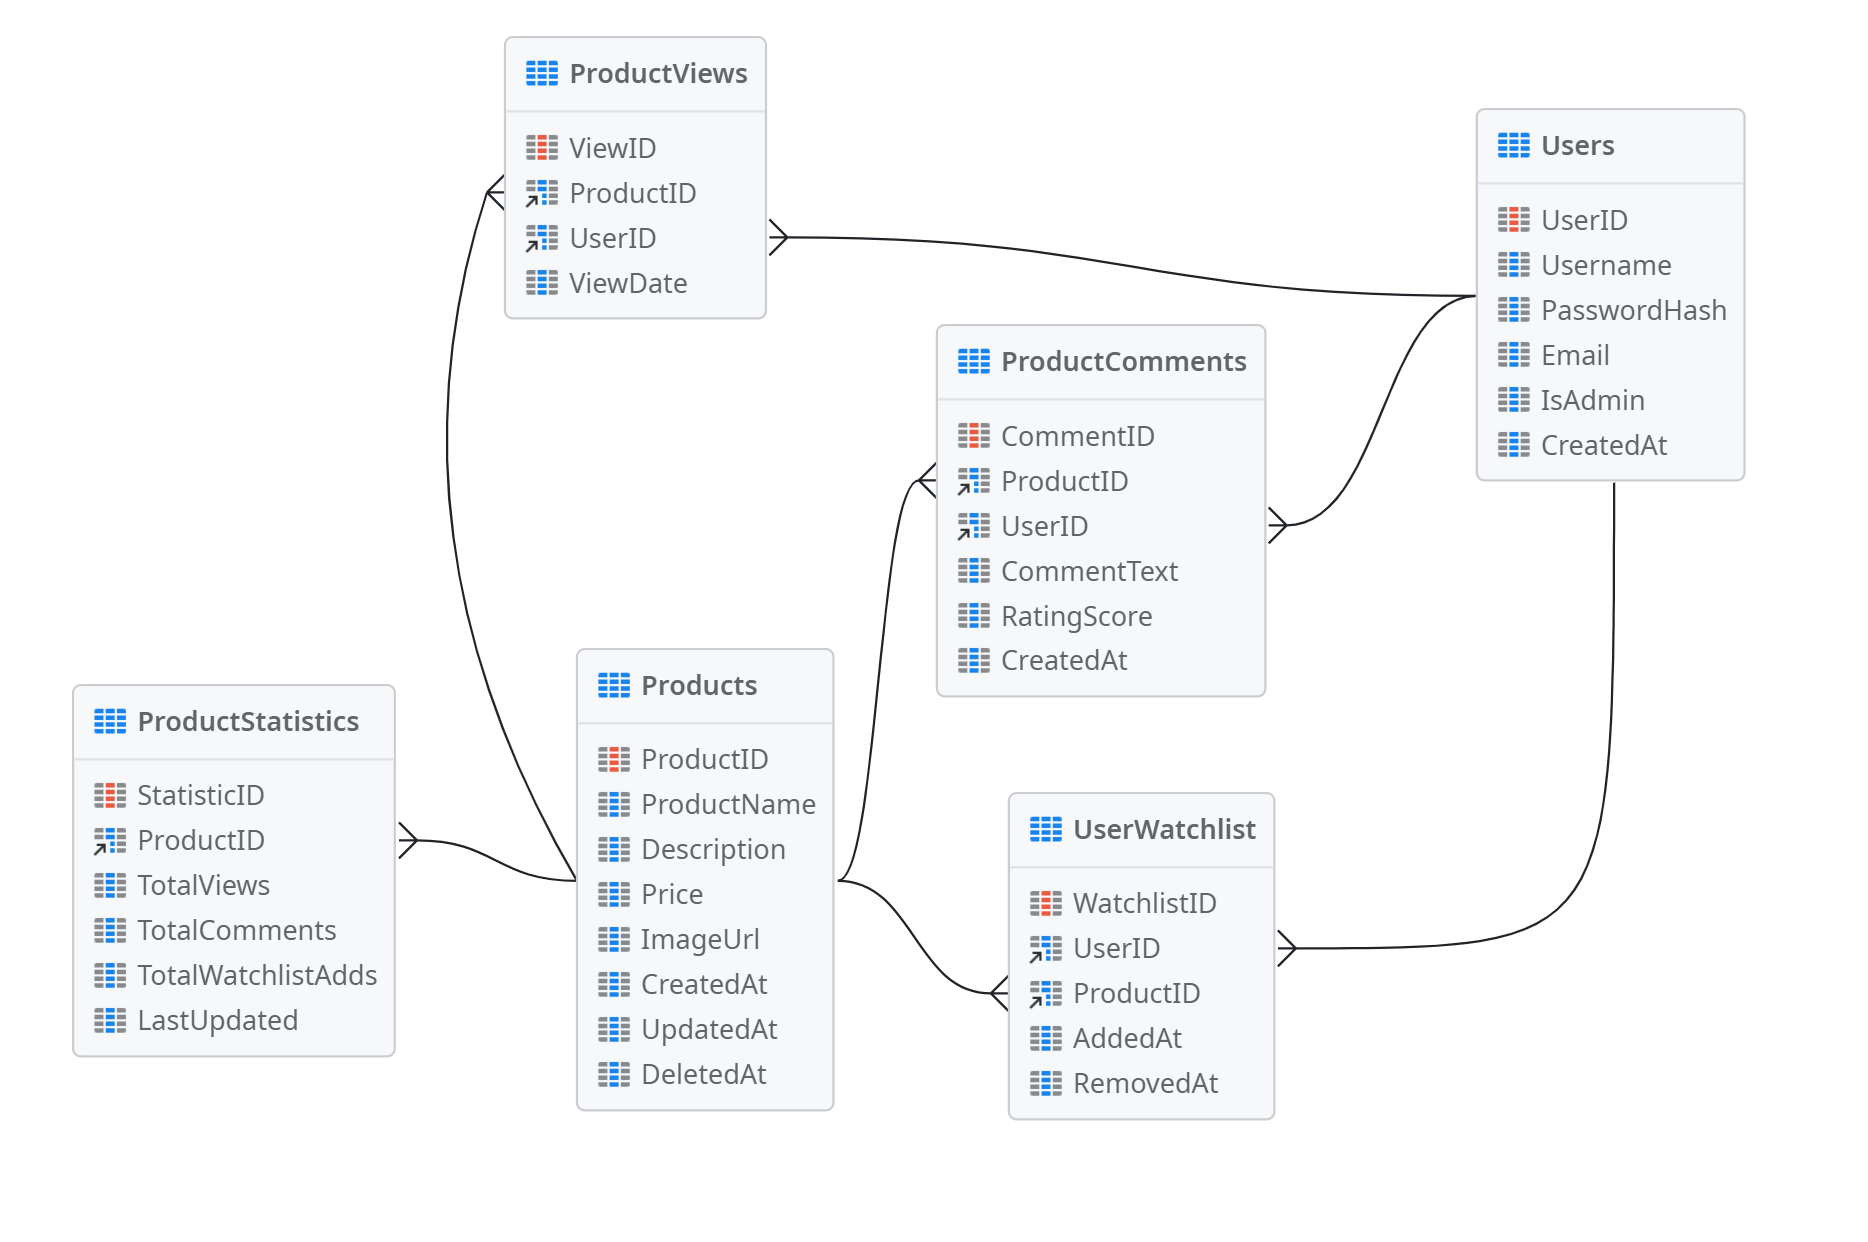 ProductViews
ViewID
ProductID
UserID
ViewDate
Users
UserID
Username
PasswordHash
Email
IsAdmin
CreatedAt
ProductComments
CommentID
ProductID
UserID
CommentText
RatingScore
CreatedAt
Products
ProductID
ProductName
Description
Price
ImageUrl
CreatedAt
UpdatedAt
DeletedAt
ProductStatistics
StatisticID
ProductID
TotalViews
TotalComments
TotalWatchlistAdds
LastUpdated
UserWatchlist
WatchlistID
UserID
ProductID
AddedAt
RemovedAt